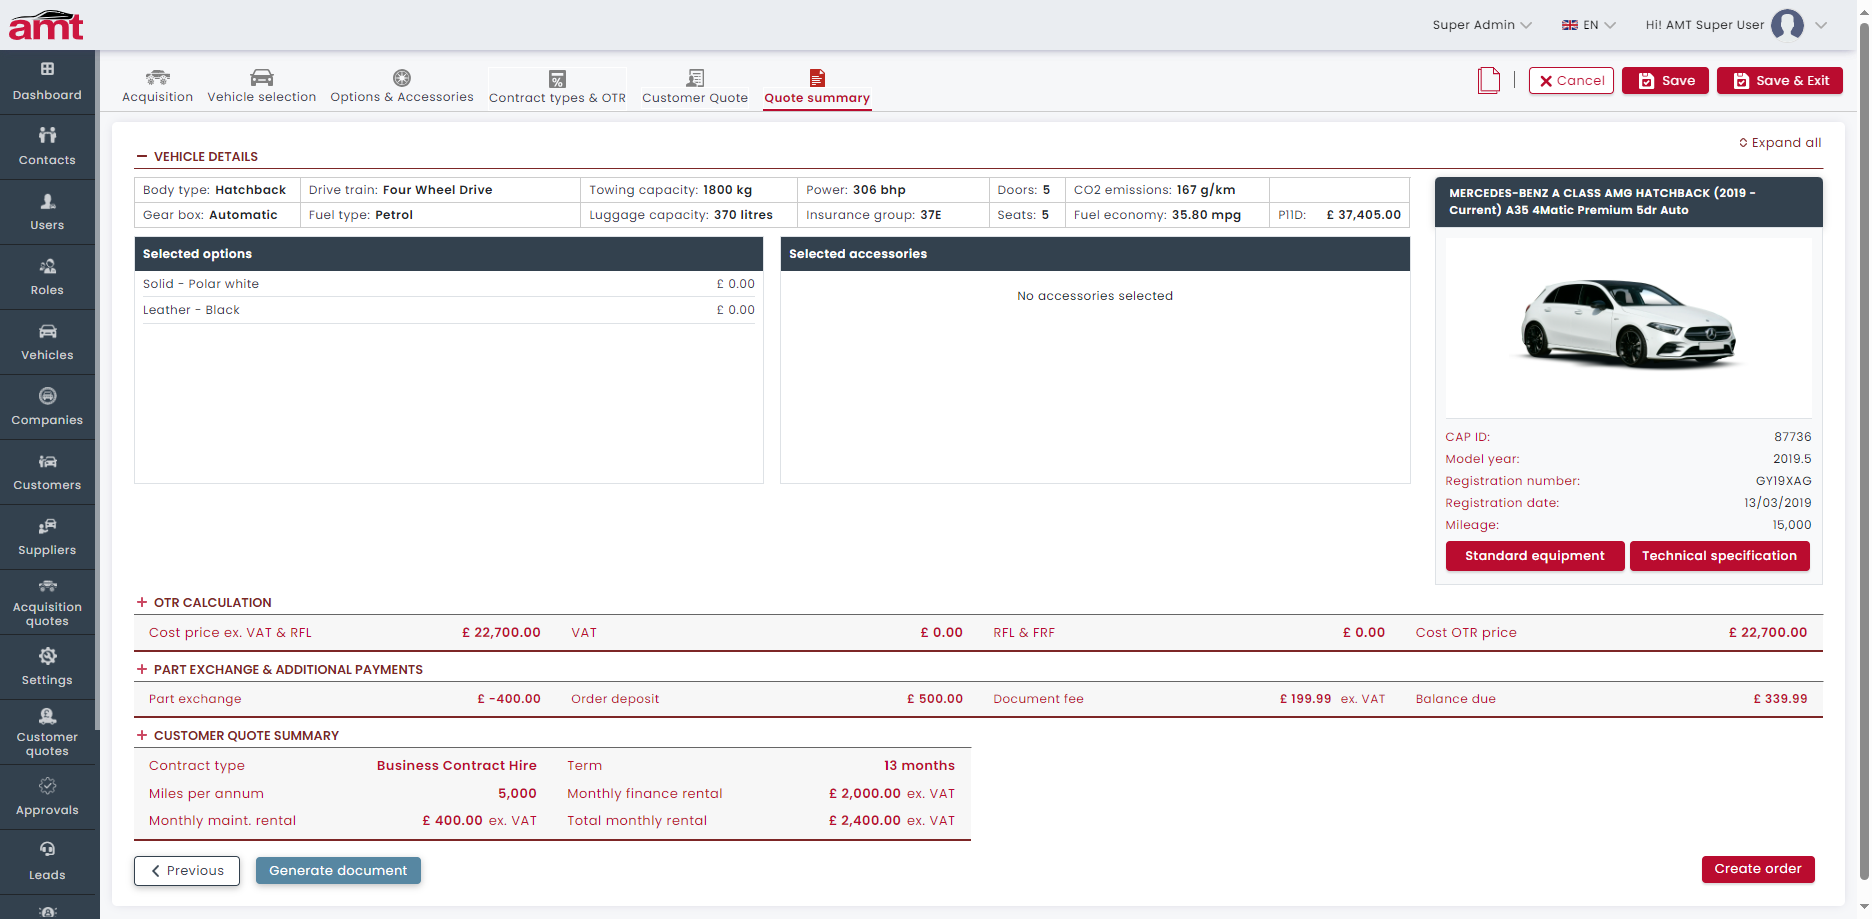 amt
Super Admin
EN
Hi! AMT Super User
Dashboard
Contacts
Users
Roles
Vehicles
Companies
Customers
Suppliers
Acquisition
quotes
Settings
Customer
quotes
Approvals
Leads
Acquisition
Vehicle selection
Options & Accessories
Contract types & OTR
Customer Quote
Quote summary
Cancel
Save
Save & Exit
Expand all
VEHICLE DETAILS
Body type: Hatchback
Drive train: Four Wheel Drive
Towing capacity: 1800 kg
Power: 306 bhp
Doors: 5
CO2 emissions: 167 g/km
Gear box: Automatic
Fuel type: Petrol
Luggage capacity: 370 litres
Insurance group: 37E
Seats: 5
Fuel economy: 35.80 mpg
P11D: £ 37,405.00
Selected options
Solid - Polar white £ 0.00
Leather - Black £ 0.00
Selected accessories
No accessories selected
MERCEDES-BENZ A CLASS AMG HATCHBACK (2019 -
Current) A35 4Matic Premium 5dr Auto
CAP ID: 87736
Model year: 2019.5
Registration number: GY19XAG
Registration date: 13/03/2019
Mileage: 15,000
Standard equipment
Technical specification
OTR CALCULATION
Cost price ex. VAT & RFL £ 22,700.00 VAT £ 0.00 RFL & FRF £ 0.00 Cost OTR price £ 22,700.00
PART EXCHANGE & ADDITIONAL PAYMENTS
Part exchange £ -400.00 Order deposit £ 500.00 Document fee £ 199.99 ex. VAT Balance due £ 339.99
CUSTOMER QUOTE SUMMARY
Contract type Business Contract Hire Term 13 months
Miles per annum 5,000 Monthly finance rental £ 2,000.00 ex. VAT
Monthly maint. rental £ 400.00 ex. VAT Total monthly rental £ 2,400.00 ex. VAT
Previous
Generate document
Create order